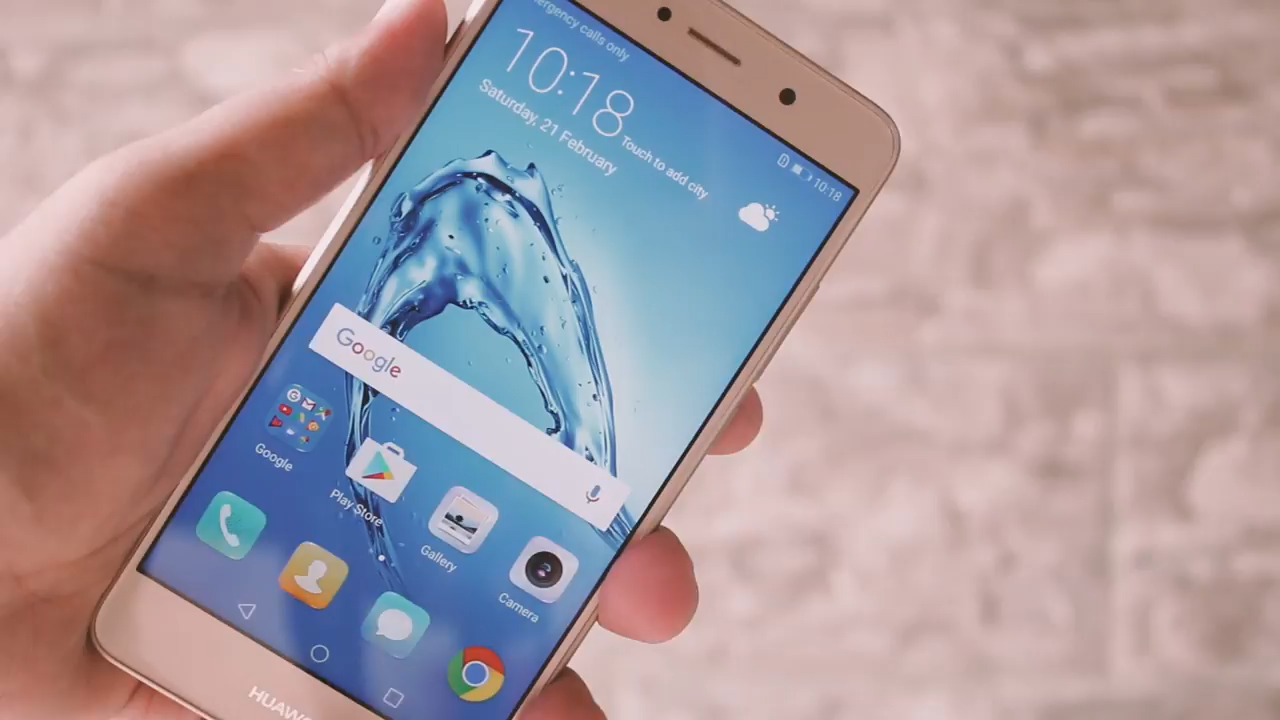 ergency calls only
10:18
Saturday, 21 February
Touch to add city
10:18
Google
Google
Play Store
Gallery
Camera
HUAW